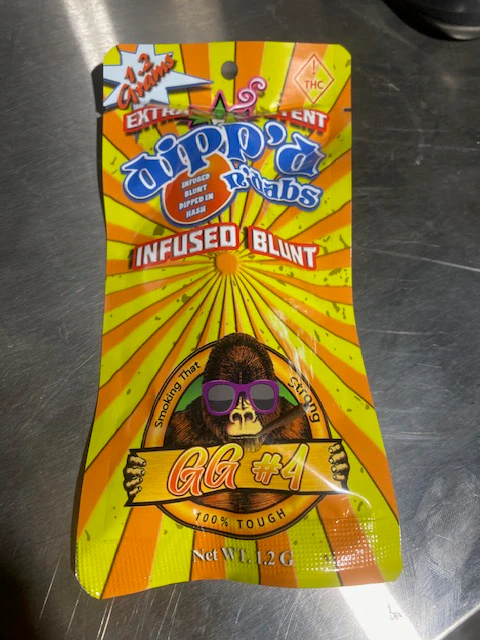 1.2
Grams
THC
EXTRA
dipp'd
n' dabs
INFUSED
BLUNT
DIPPED IN
HASH
INFUSED BLUNT
Smoking That
Strong
GG #4
100% TOUGH
Net WT. 1.2 G